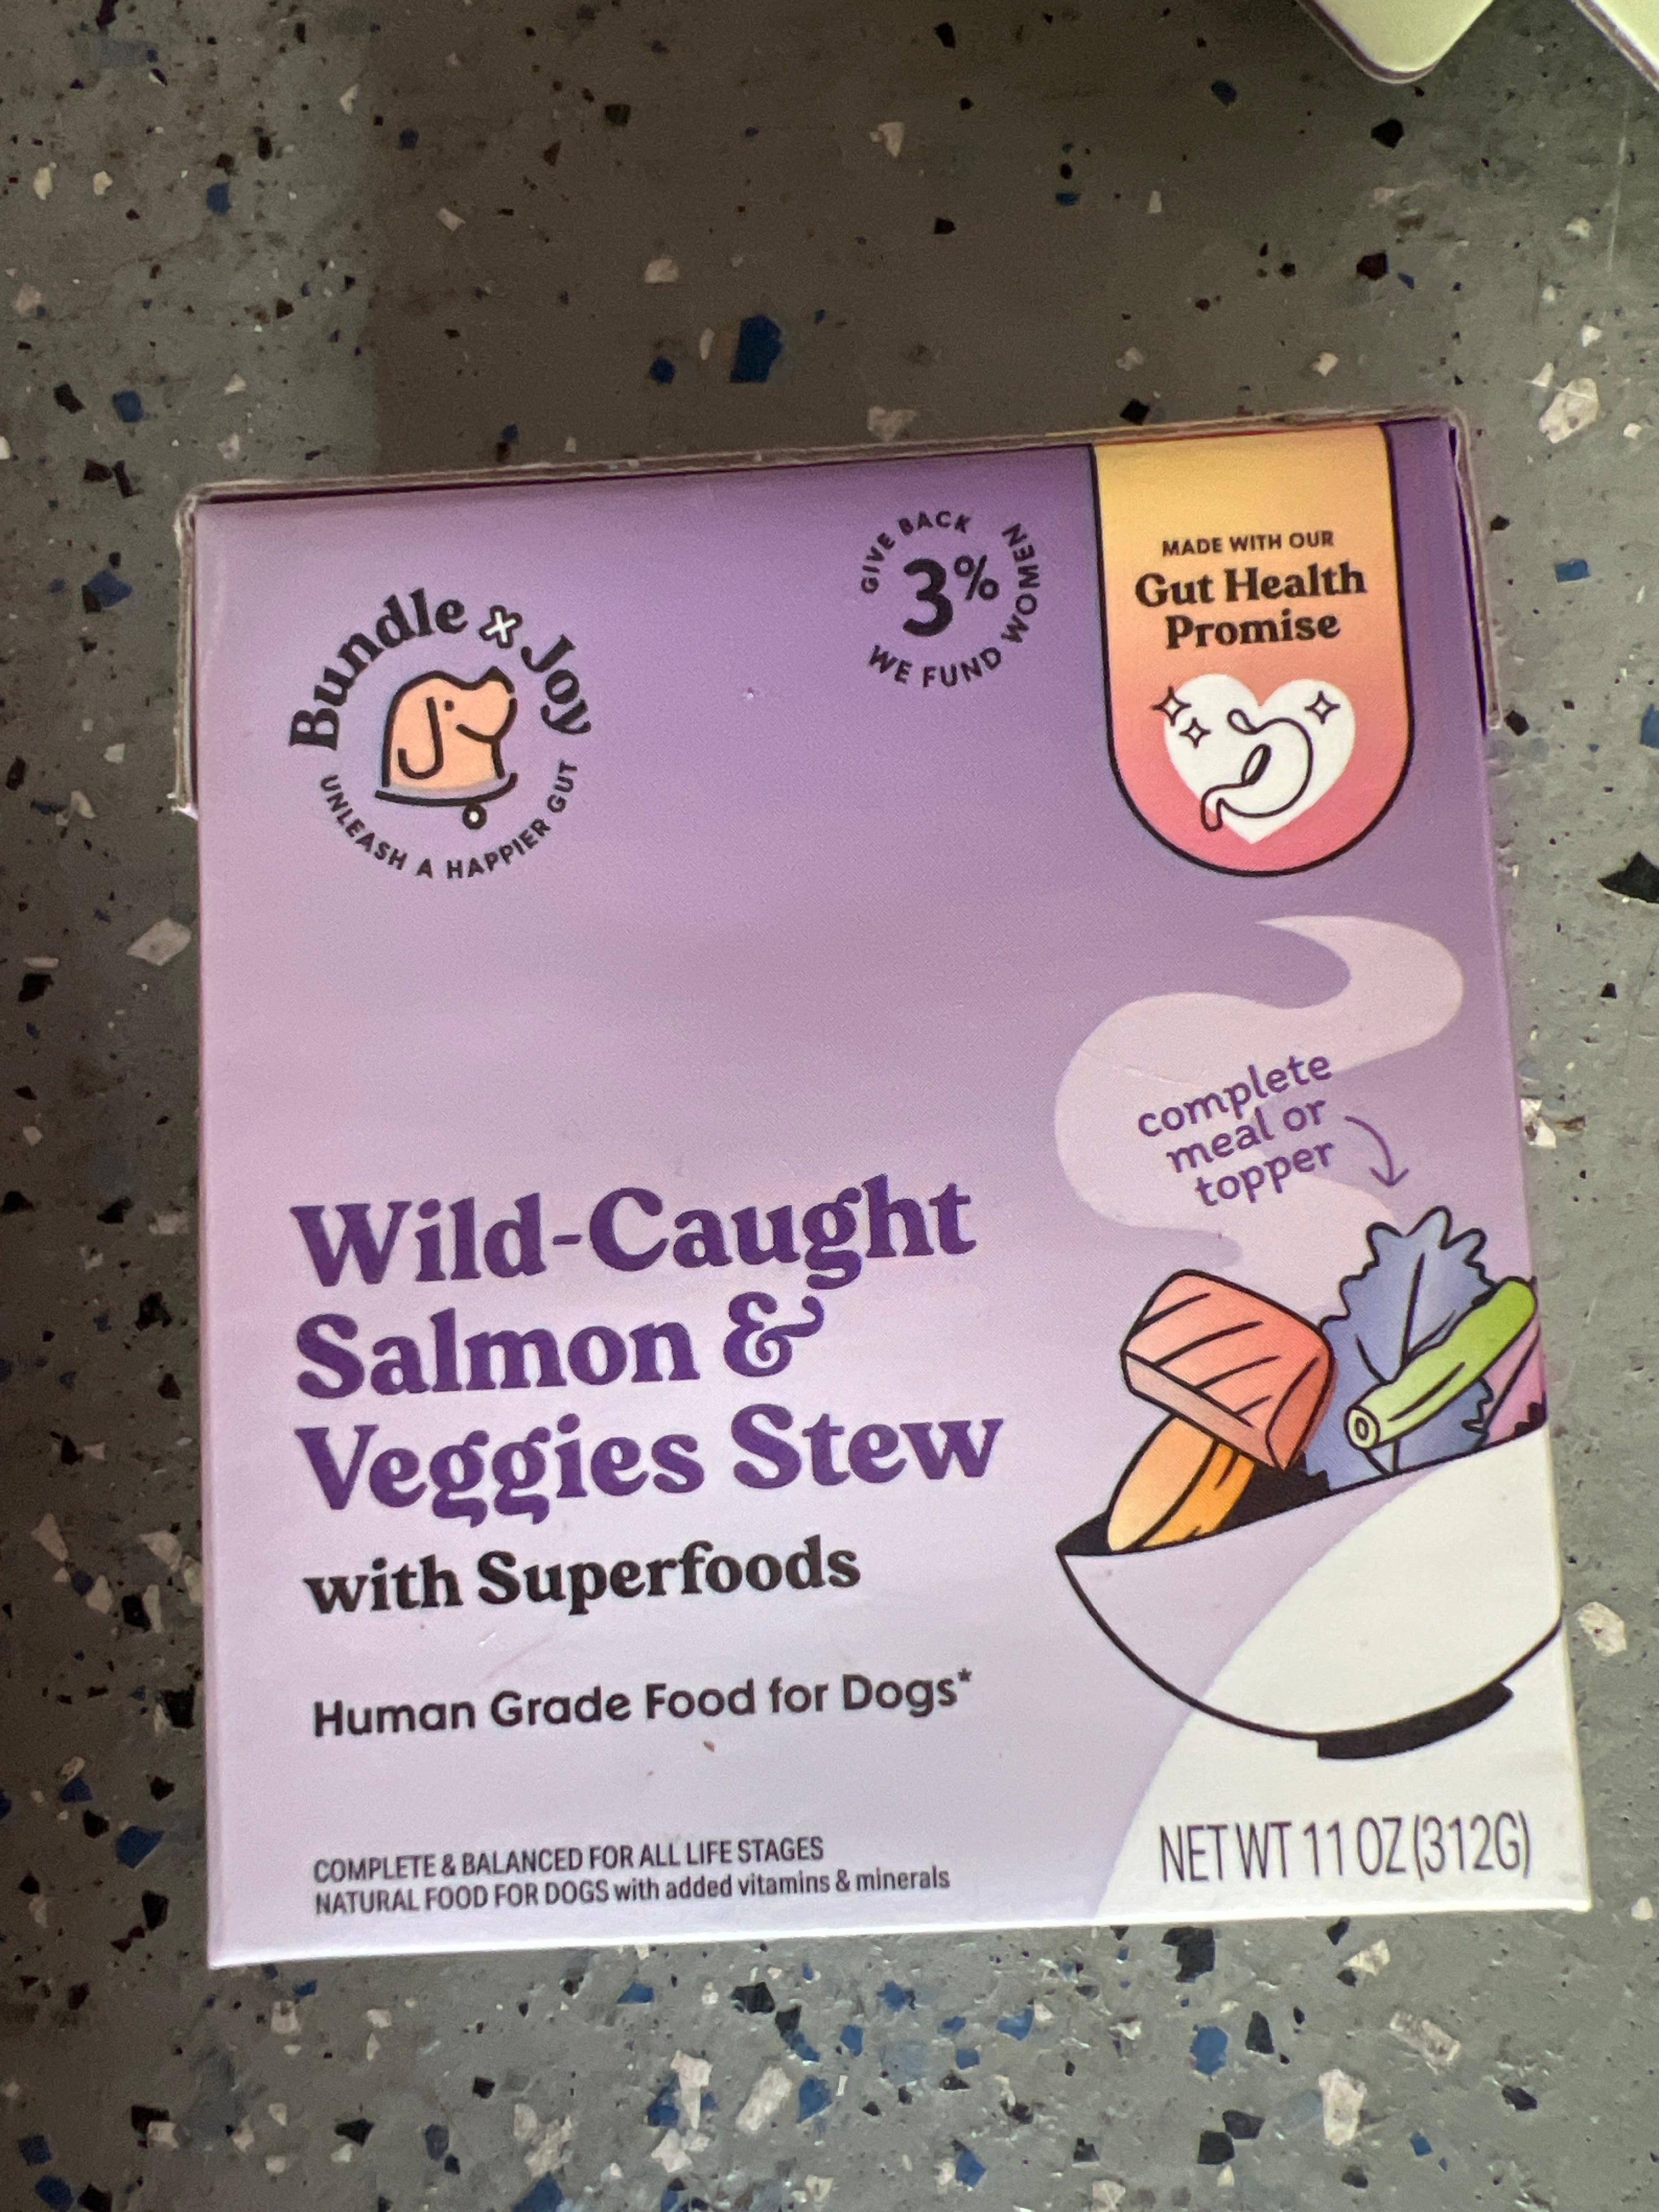 Bundle x Joy
UNLEASH A HAPPIER GUT
GIVE BACK
3%
WE FUND WOMEN
MADE WITH OUR
Gut Health
Promise
complete
meal or
topper
Wild-Caught
Salmon &
Veggies Stew
with Superfoods
Human Grade Food for Dogs*
COMPLETE & BALANCED FOR ALL LIFE STAGES
NATURAL FOOD FOR DOGS with added vitamins & minerals
NET WT 11 OZ (312G)